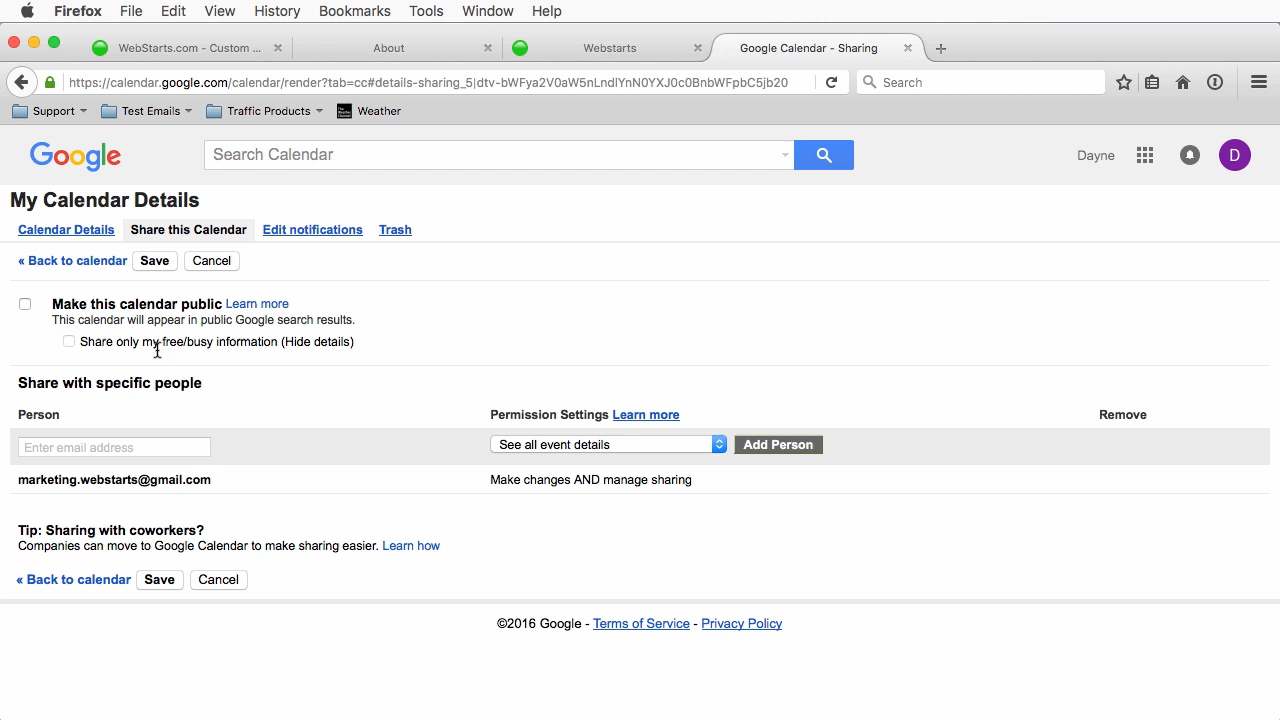 Firefox File Edit View History Bookmarks Tools Window Help
WebStarts.com - Custom ... About Webstarts Google Calendar - Sharing
https://calendar.google.com/calendar/render?tab=cc#details-sharing_5|dtv-bWFya2V0aW5nLndlYnN0YXJ0c0BnbWFpbC5jb20 Search
Support Test Emails Traffic Products Weather
Google Search Calendar Dayne D
My Calendar Details
Calendar Details Share this Calendar Edit notifications Trash
« Back to calendar Save Cancel
Make this calendar public Learn more
This calendar will appear in public Google search results.
Share only my free/busy information (Hide details)
Share with specific people
Person Permission Settings Learn more Remove
Enter email address See all event details Add Person
marketing.webstarts@gmail.com Make changes AND manage sharing
Tip: Sharing with coworkers?
Companies can move to Google Calendar to make sharing easier. Learn how
« Back to calendar Save Cancel
©2016 Google - Terms of Service - Privacy Policy